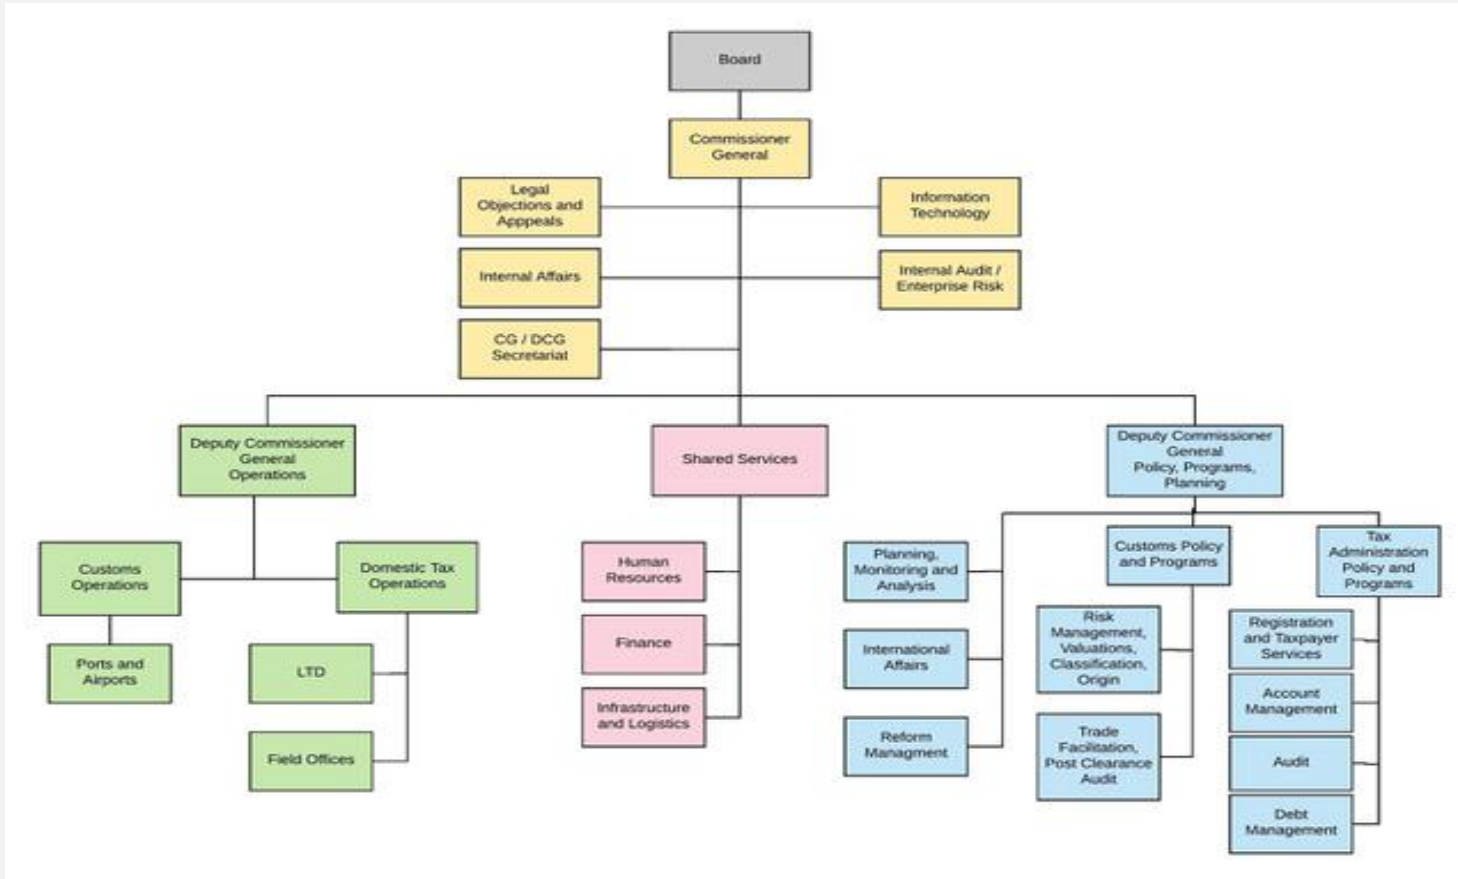 Board
Commissioner
General
Legal
Objections and
Apppeals
Information
Technology
Internal Affairs
Internal Audit /
Enterprise Risk
CG / DCG
Secretariat
Deputy Commissioner
General
Operations
Shared Services
Deputy Commissioner
General
Policy, Programs,
Planning
Customs
Operations
Domestic Tax
Operations
Ports and
Airports
LTD
Field Offices
Human
Resources
Finance
Infrastructure
and Logistics
Planning,
Monitoring and
Analysis
International
Affairs
Reform
Managment
Customs Policy
and Programs
Risk
Management,
Valuations,
Classification,
Origin
Trade
Facilitation,
Post Clearance
Audit
Tax
Administration
Policy and
Programs
Registration
and Taxpayer
Services
Account
Management
Audit
Debt
Management